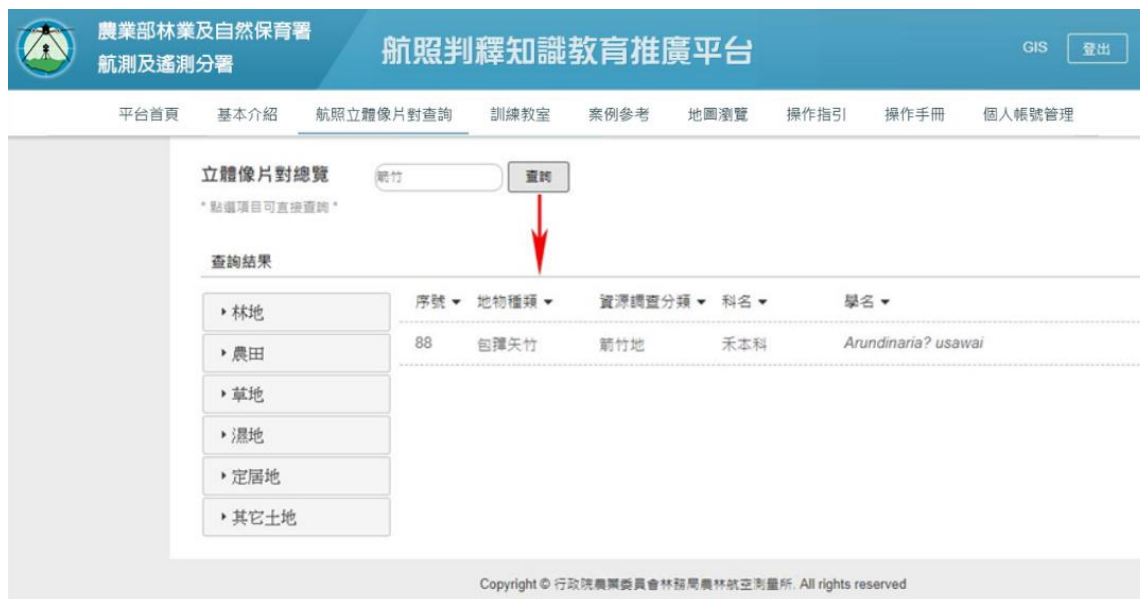 農業部林業及自然保育署
航測及遙測分署
航照判釋知識教育推廣平台
GIS 登出
平台首頁 基本介紹 航照立體像片對查詢 訓練教室 案例參考 地圖瀏覽 操作指引 操作手冊 個人帳號管理
立體像片對總覽 箭竹 查詢
* 點選項目可直接查詢 *
查詢結果
林地
農田
草地
濕地
定居地
其它土地
序號 地物種類 資源調查分類 科名 學名
88 包籜矢竹 箭竹地 禾本科 Arundinaria? usawai
Copyright © 行政院農業委員會林務局農林航空測量所. All rights reserved